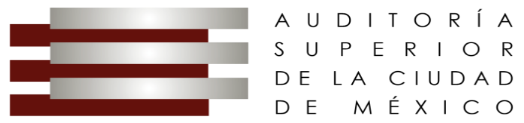 AUDITORÍA
SUPERIOR
DE LA CIUDAD
DE MÉXICO